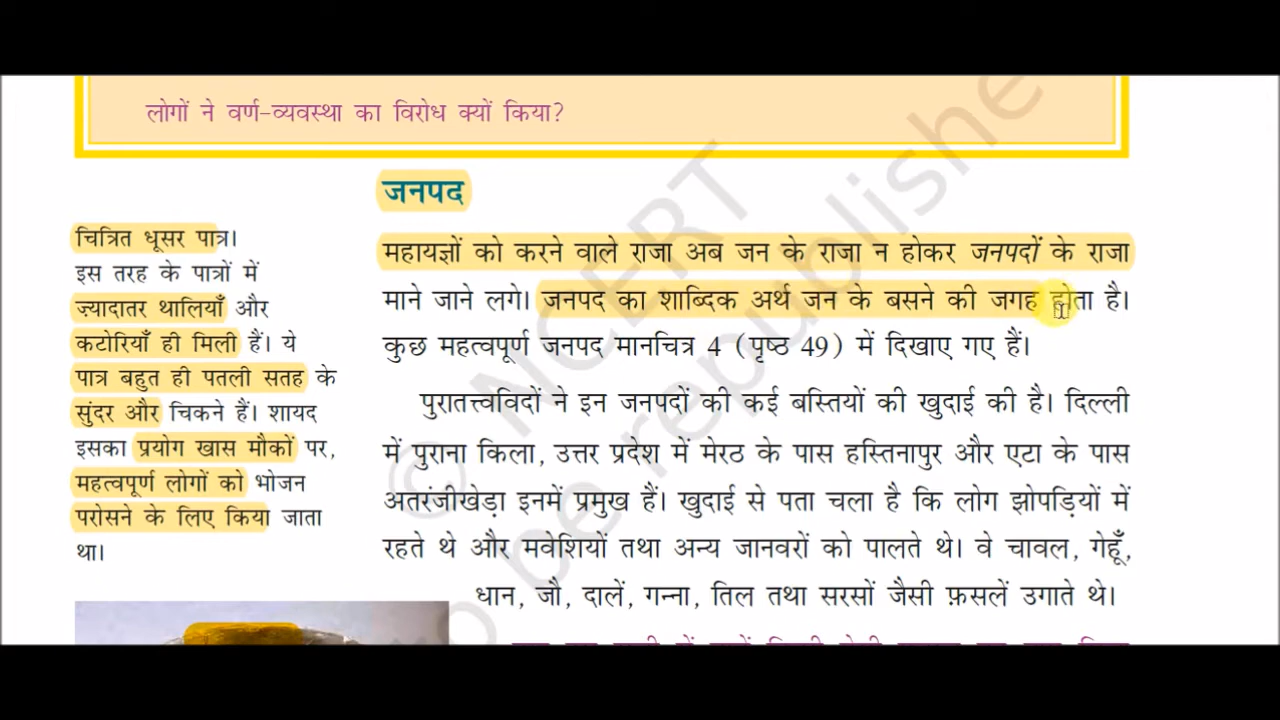 लोगों ने वर्ण-व्यवस्था का विरोध क्यों किया?
जनपद
महायज्ञों को करने वाले राजा अब जन के राजा न होकर जनपदों के राजा
माने जाने लगे। जनपद का शाब्दिक अर्थ जन के बसने की जगह होता है।
कुछ महत्वपूर्ण जनपद मानचित्र 4 (पृष्ठ 49) में दिखाए गए हैं।
पुरातत्त्वविदों ने इन जनपदों की कई बस्तियों की खुदाई की है। दिल्ली
में पुराना किला, उत्तर प्रदेश में मेरठ के पास हस्तिनापुर और एटा के पास
अतरंजीखेड़ा इनमें प्रमुख हैं। खुदाई से पता चला है कि लोग झोपड़ियों में
रहते थे और मवेशियों तथा अन्य जानवरों को पालते थे। वे चावल, गेहूँ,
धान, जौ, दालें, गन्ना, तिल तथा सरसों जैसी फ़सलें उगाते थे।
चित्रित धूसर पात्र।
इस तरह के पात्रों में
ज्यादातर थालियाँ और
कटोरियाँ ही मिली हैं। ये
पात्र बहुत ही पतली सतह के
सुंदर और चिकने हैं। शायद
इसका प्रयोग खास मौकों पर,
महत्वपूर्ण लोगों को भोजन
परोसने के लिए किया जाता
था।
© NCERT
to be republishe